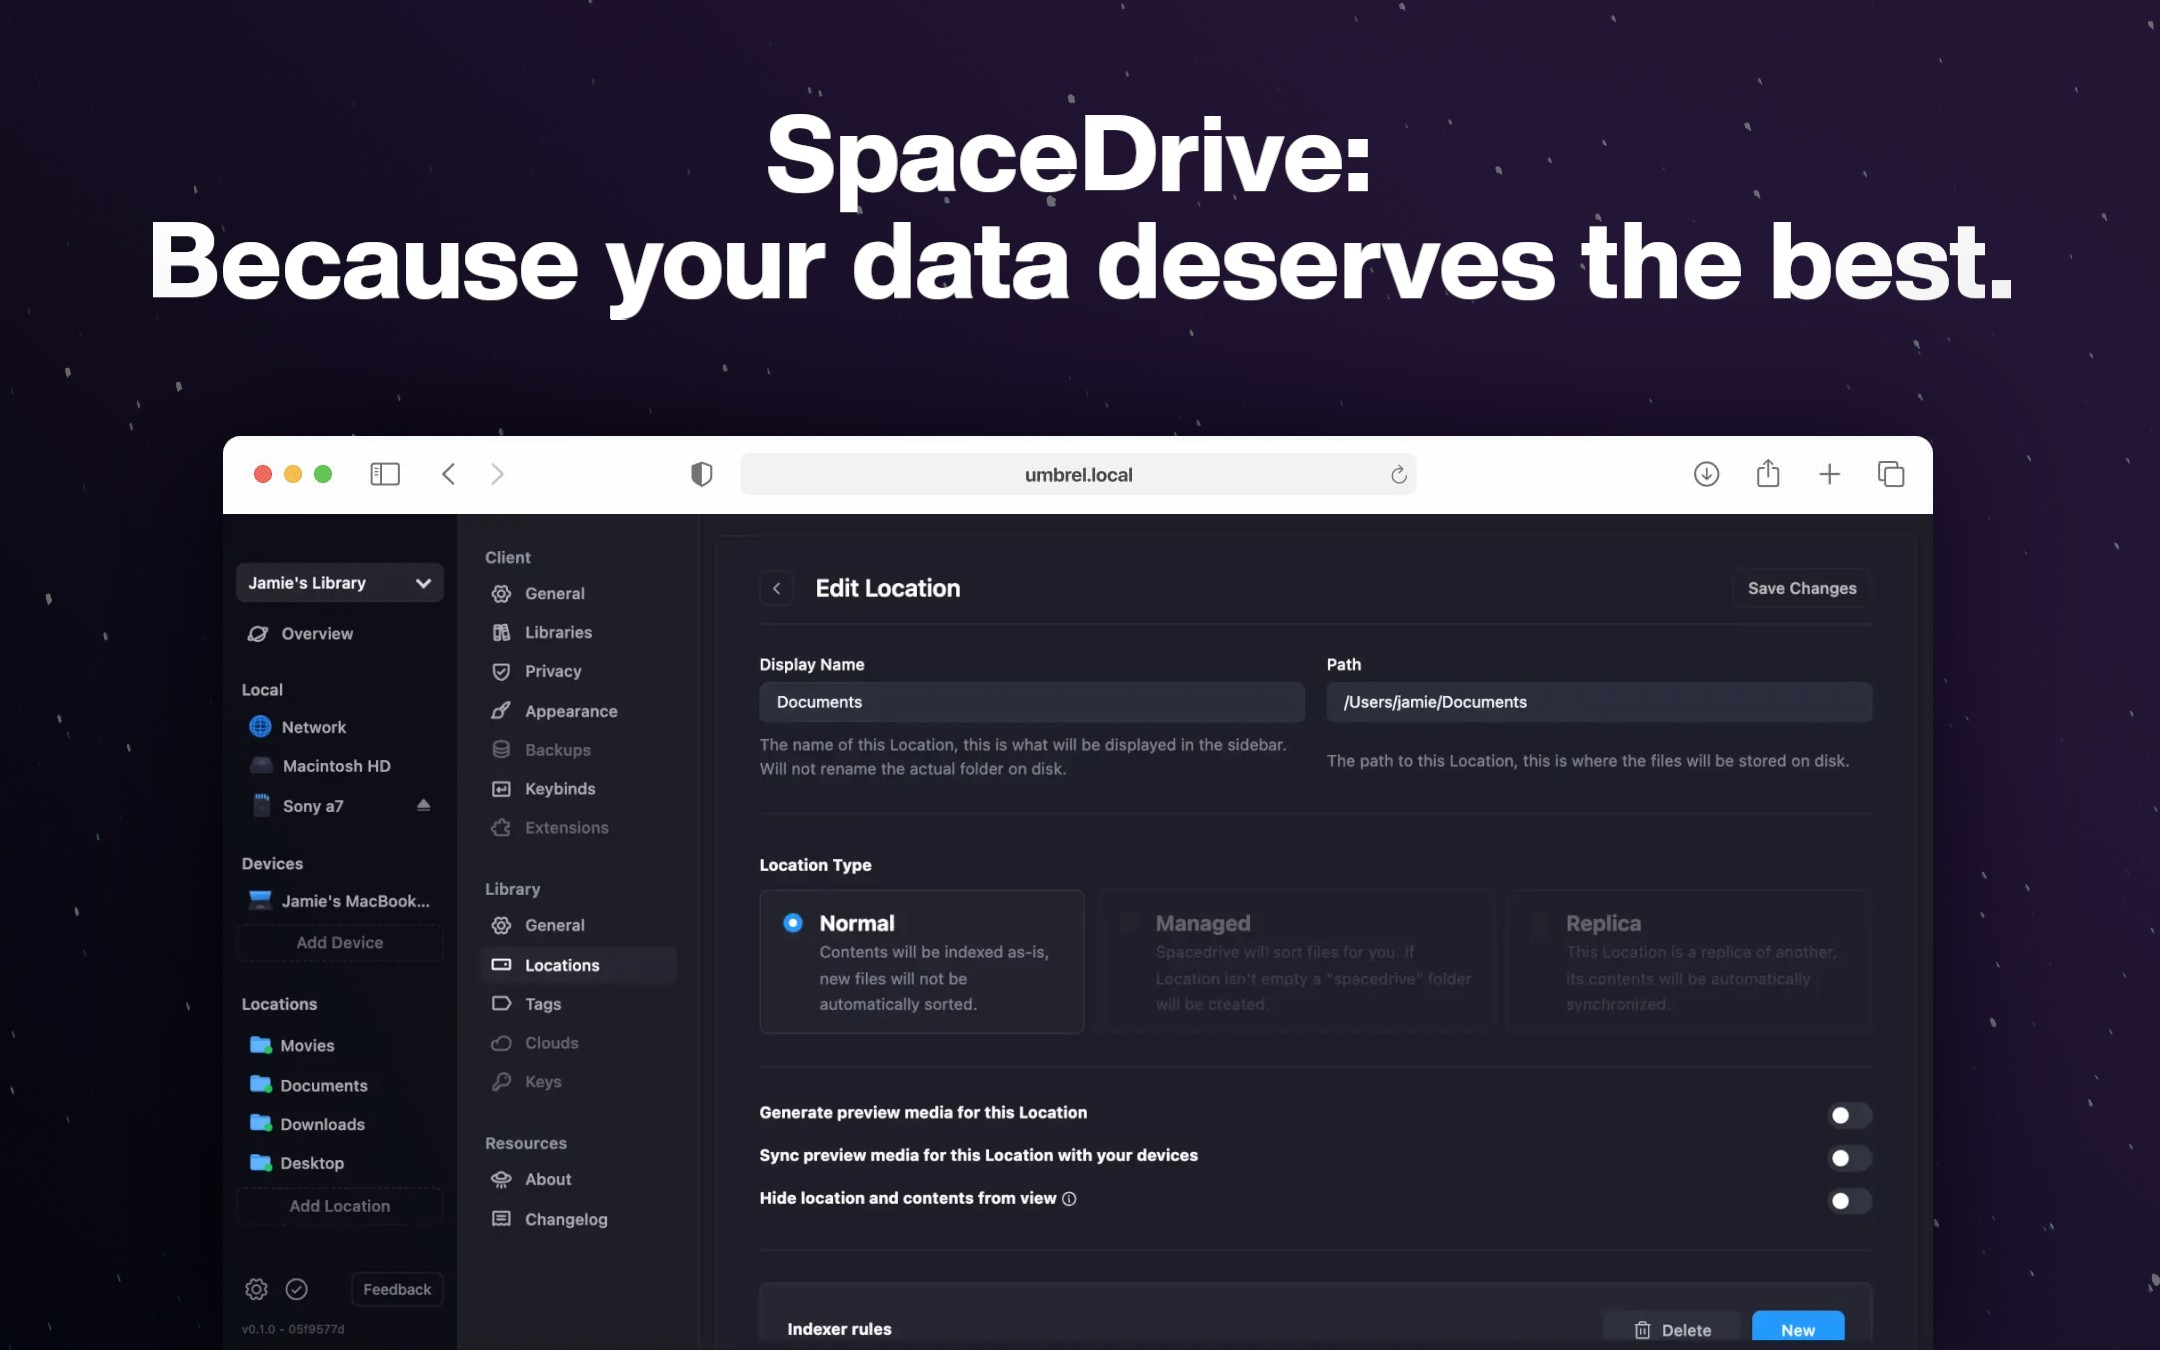 SpaceDrive:
Because your data deserves the best.
umbrel.local
Jamie's Library
Overview
Local
Network
Macintosh HD
Sony a7
Devices
Jamie's MacBook...
Add Device
Locations
Movies
Documents
Downloads
Desktop
Add Location
Feedback
v0.1.0 - 05f9577d
Client
General
Libraries
Privacy
Appearance
Backups
Keybinds
Extensions
Library
General
Locations
Tags
Clouds
Keys
Resources
About
Changelog
Edit Location
Save Changes
Display Name
Documents
The name of this Location, this is what will be displayed in the sidebar.
Will not rename the actual folder on disk.
Path
/Users/jamie/Documents
The path to this Location, this is where the files will be stored on disk.
Location Type
Normal
Contents will be indexed as-is,
new files will not be
automatically sorted.
Managed
Spacedrive will sort files for you. If
Location isn't empty a "spacedrive" folder
will be created.
Replica
This Location is a replica of another,
its contents will be automatically
synchronized.
Generate preview media for this Location
Sync preview media for this Location with your devices
Hide location and contents from view
Indexer rules
Delete
New